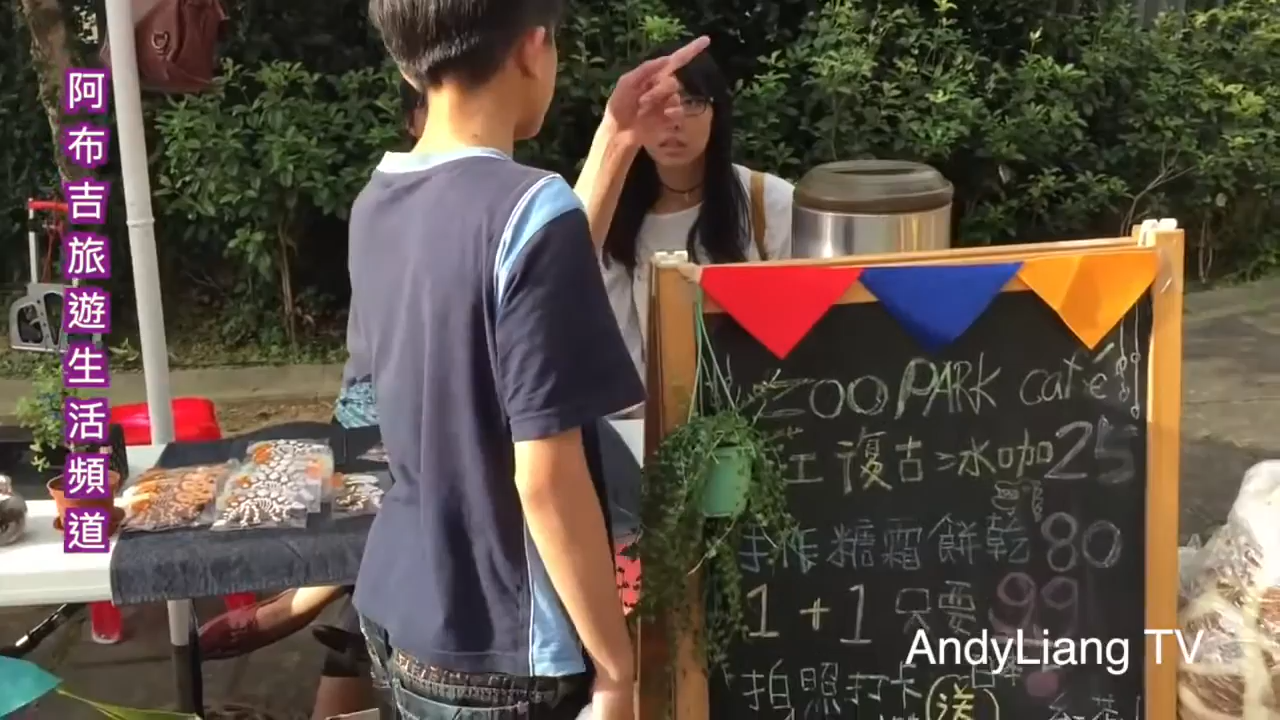 阿布吉旅遊生活頻道
ZOO PARK café
復古冰咖啡 25
手作糖霜餅乾 80
1+1 只要 99
拍照打卡
送
AndyLiang TV